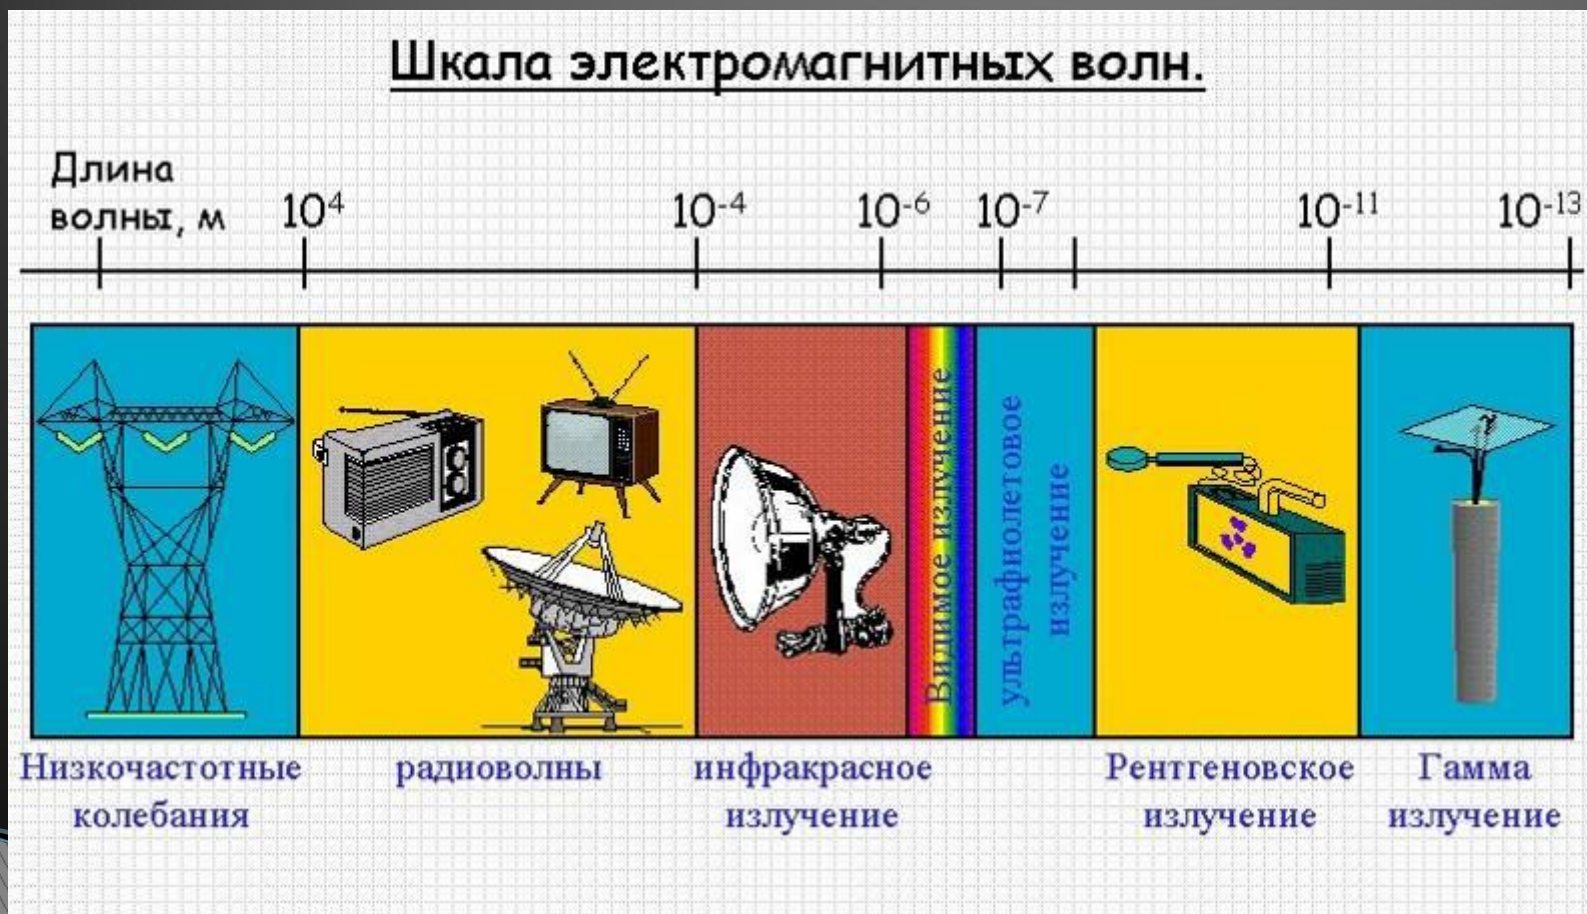 Шкала электромагнитных волн.
Длина
волны, м
10⁴
10⁻⁴
10⁻⁶
10⁻⁷
10⁻¹¹
10⁻¹³
Видимое излучение
ультрафиолетовое
излучение
Низкочастотные
колебания
радиоволны
инфракрасное
излучение
Рентгеновское
излучение
Гамма
излучение